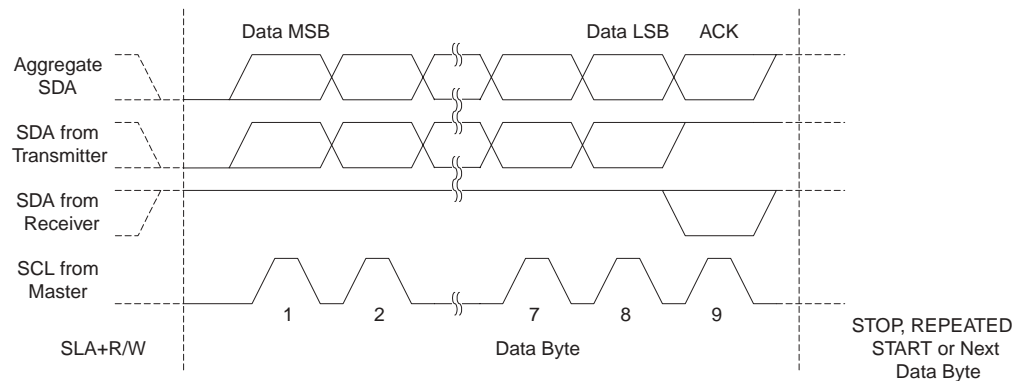 Data MSB
Data LSB
ACK
Aggregate
SDA
SDA from
Transmitter
SDA from
Receiver
SCL from
Master
1
2
7
8
9
SLA+R/W
Data Byte
STOP, REPEATED
START or Next
Data Byte